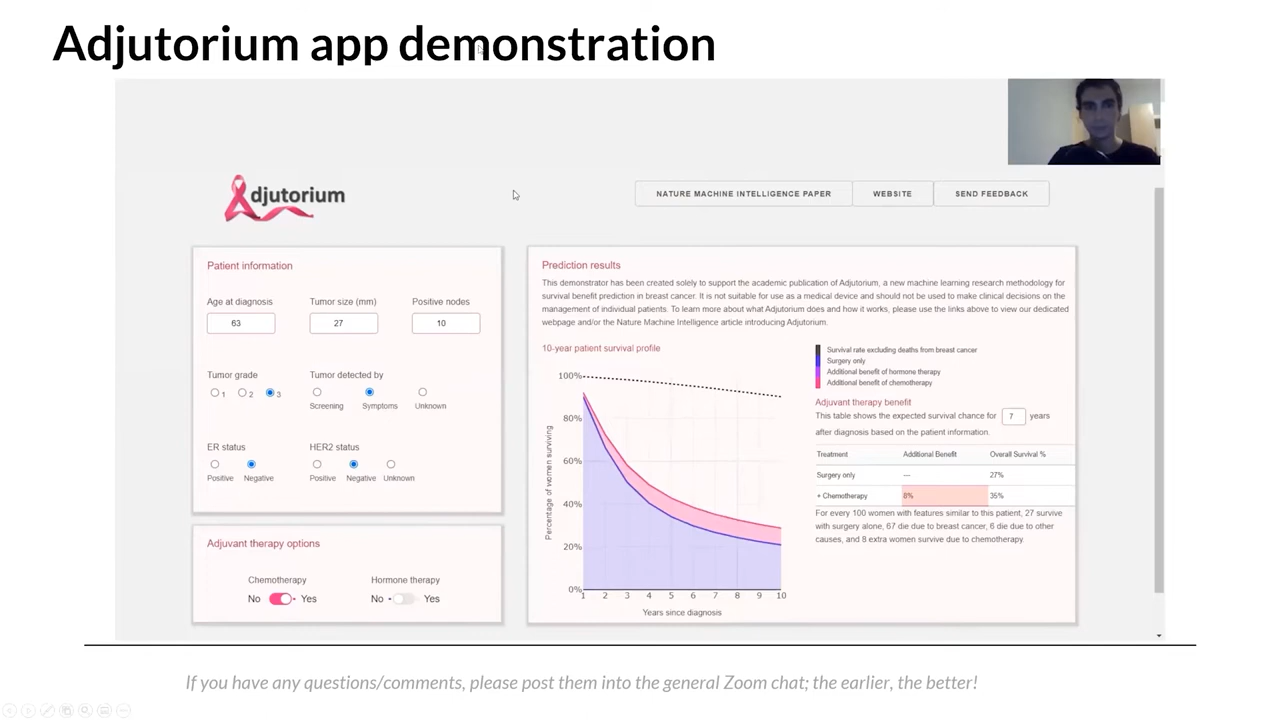 Adjutorium app demonstration
djutorium
NATURE MACHINE INTELLIGENCE PAPER
WEBSITE
SEND FEEDBACK
Patient information
Age at diagnosis
Tumor size (mm)
Positive nodes
63
27
10
Tumor grade
Tumor detected by
1
2
3
Screening
Symptoms
Unknown
ER status
HER2 status
Positive
Negative
Positive
Negative
Unknown
Adjuvant therapy options
Chemotherapy
Hormone therapy
No
Yes
No
Yes
Prediction results
This demonstrator has been created solely to support the academic publication of Adjutorium, a new machine learning research methodology for
survival benefit prediction in breast cancer. It is not suitable for use as a medical device and should not be used to make clinical decisions on the
management of individual patients. To learn more about what Adjutorium does and how it works, please use the links above to view our dedicated
webpage and/or the Nature Machine Intelligence article introducing Adjutorium.
10-year patient survival profile
100%
80%
60%
40%
20%
0%
Percentage of women surviving
1 2 3 4 5 6 7 8 9 10
Years since diagnosis
Survival rate excluding deaths from breast cancer
Surgery only
Additional benefit of hormone therapy
Additional benefit of chemotherapy
Adjuvant therapy benefit
This table shows the expected survival chance for 7 years
after diagnosis based on the patient information.
Treatment Additional Benefit Overall Survival %
Surgery only — 27%
+ Chemotherapy 8% 35%
For every 100 women with features similar to this patient, 27 survive
with surgery alone, 67 die due to breast cancer, 6 die due to other
causes, and 8 extra women survive due to chemotherapy.
If you have any questions/comments, please post them into the general Zoom chat; the earlier, the better!